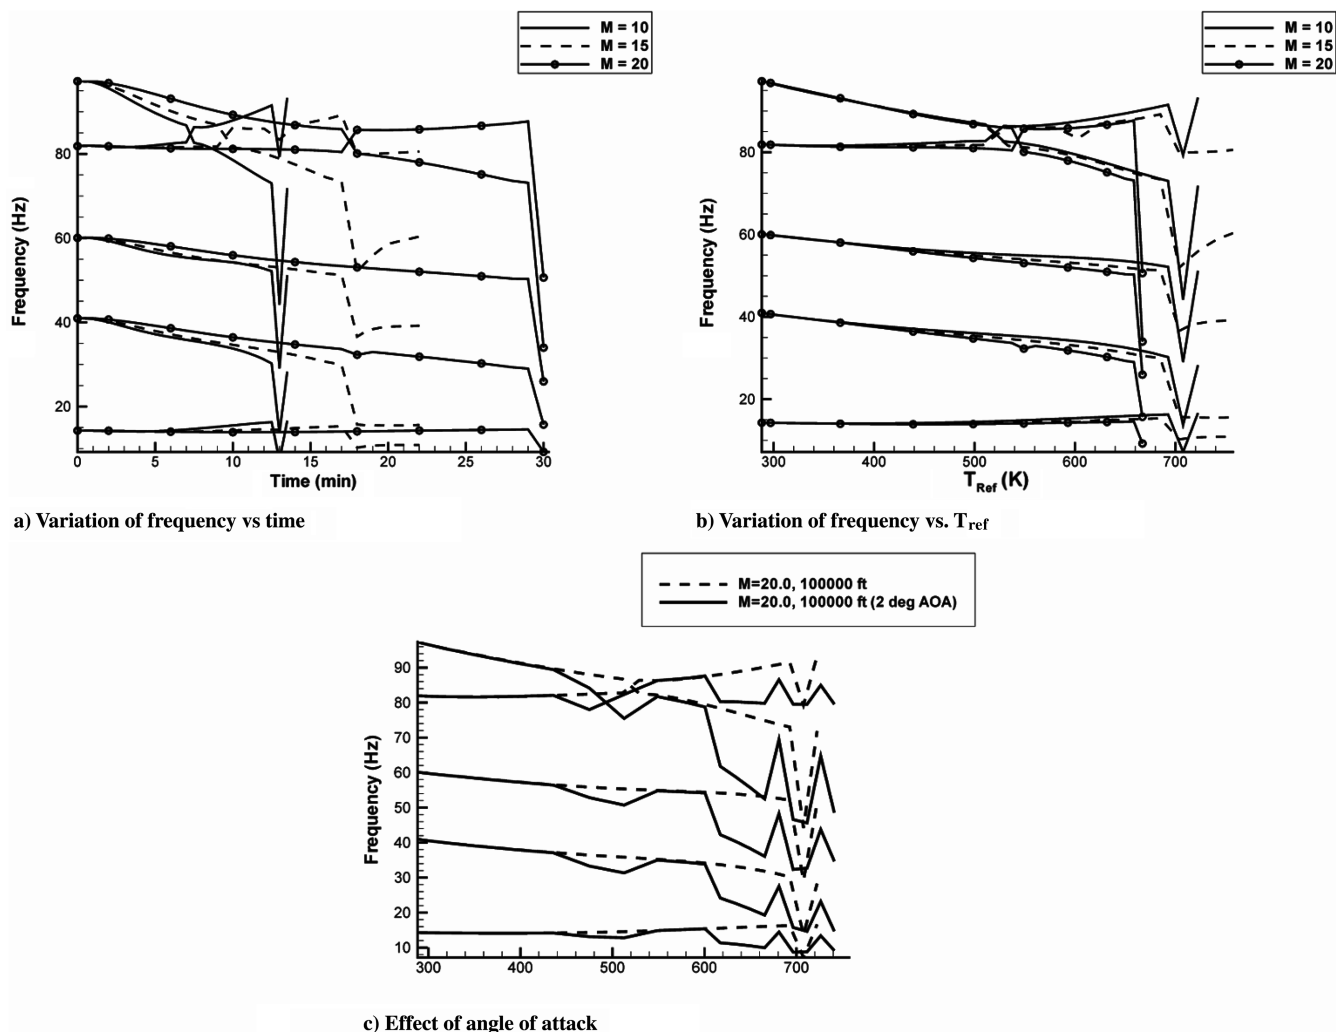 M = 10
M = 15
M = 20
80
60
40
20
Frequency (Hz)
0 5 10 15 20 25 30
Time (min)
a) Variation of frequency vs time
M = 10
M = 15
M = 20
80
60
40
20
Frequency (Hz)
300 400 500 600 700
TRef (K)
b) Variation of frequency vs. Tref
M=20.0, 100000 ft
M=20.0, 100000 ft (2 deg AOA)
90
80
70
60
50
40
30
20
10
Frequency (Hz)
300 400 500 600 700
c) Effect of angle of attack